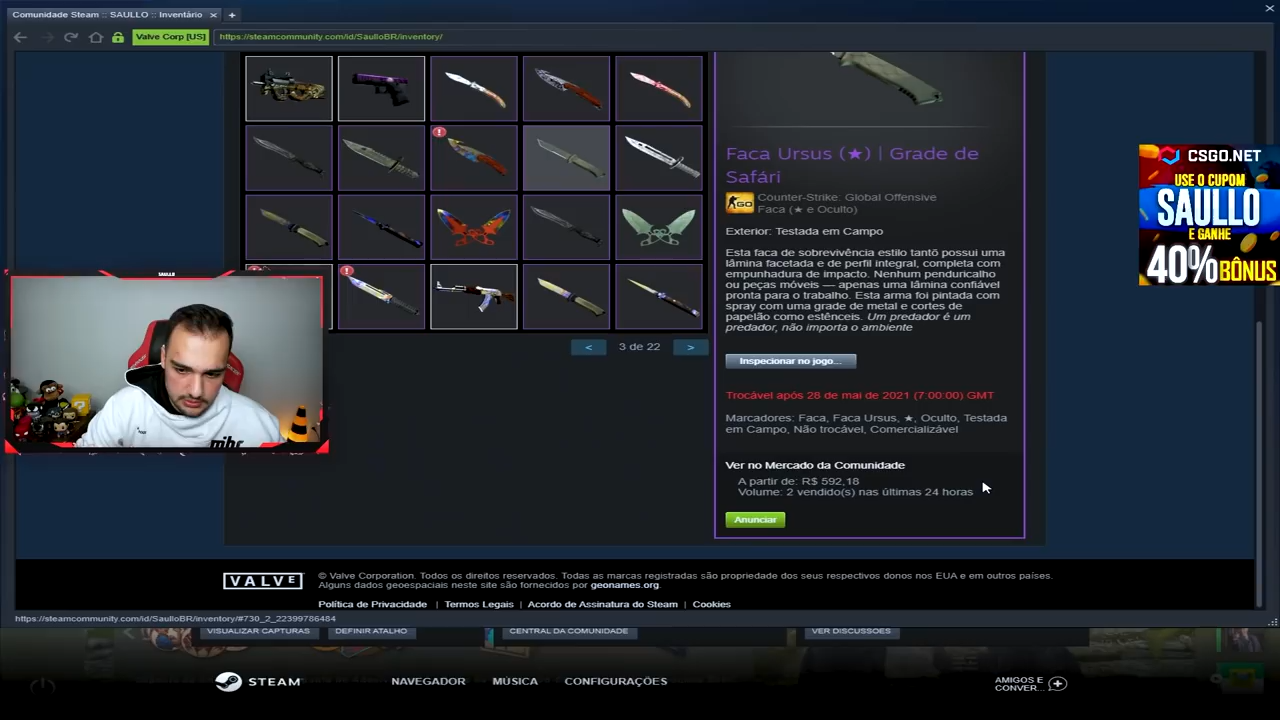 Comunidade Steam :: SAULLO :: Inventário × +
Valve Corp [US] https://steamcommunity.com/id/SaulloBR/inventory/
Faca Ursus (★) | Grade de
Safári
Counter-Strike: Global Offensive
Faca (★ e Oculto)
Exterior: Testada em Campo
Esta faca de sobrevivência estilo tantō possui uma
lâmina facetada e de perfil integral, completa com
empunhadura de impacto. Nenhum penduricalho
ou peças móveis — apenas uma lâmina confiável
pronta para o trabalho. Esta arma foi pintada com
spray com uma grade de metal e cortes de
papelão como estênceis. Um predador é um
predador, não importa o ambiente
< 3 de 22 >
Inspecionar no jogo...
Trocável após 28 de mai de 2021 (7:00:00) GMT
Marcadores: Faca, Faca Ursus, ★, Oculto, Testada
em Campo, Não trocável, Comercializável
Ver no Mercado da Comunidade
A partir de: R$ 592,18
Volume: 2 vendido(s) nas últimas 24 horas
Anunciar
CSGO.NET
USE O CUPOM
SAULLO
E GANHE
40% BÔNUS
SAULLO
mibr
VALVE
© Valve Corporation. Todos os direitos reservados. Todas as marcas registradas são propriedade dos seus respectivos donos nos EUA e em outros países.
Alguns dados geoespaciais neste site são fornecidos por geonames.org.
Política de Privacidade | Termos Legais | Acordo de Assinatura do Steam | Cookies
https://steamcommunity.com/id/SaulloBR/inventory/#730_2_22399786484
VISUALIZAR CAPTURAS DEFINIR ATALHO CENTRAL DA COMUNIDADE VER DISCUSSÕES
STEAM NAVEGADOR MÚSICA CONFIGURAÇÕES
AMIGOS E
CONVER... +